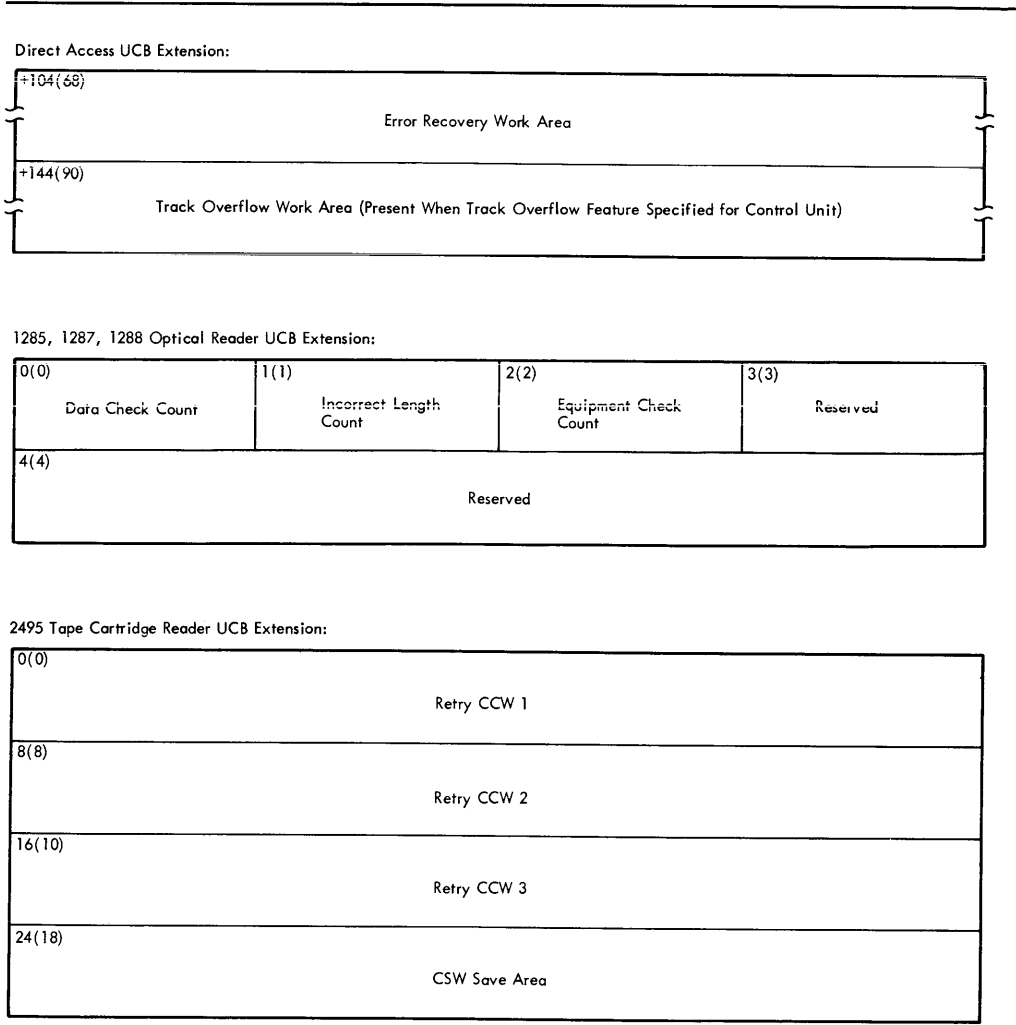 Direct Access UCB Extension:
+104(68)
Error Recovery Work Area
+144(90)
Track Overflow Work Area (Present When Track Overflow Feature Specified for Control Unit)
1285, 1287, 1288 Optical Reader UCB Extension:
0(0) 1(1) 2(2) 3(3)
Data Check Count Incorrect Length Equipment Check Reserved
Count Count
4(4)
Reserved
2495 Tape Cartridge Reader UCB Extension:
0(0)
Retry CCW 1
8(8)
Retry CCW 2
16(10)
Retry CCW 3
24(18)
CSW Save Area